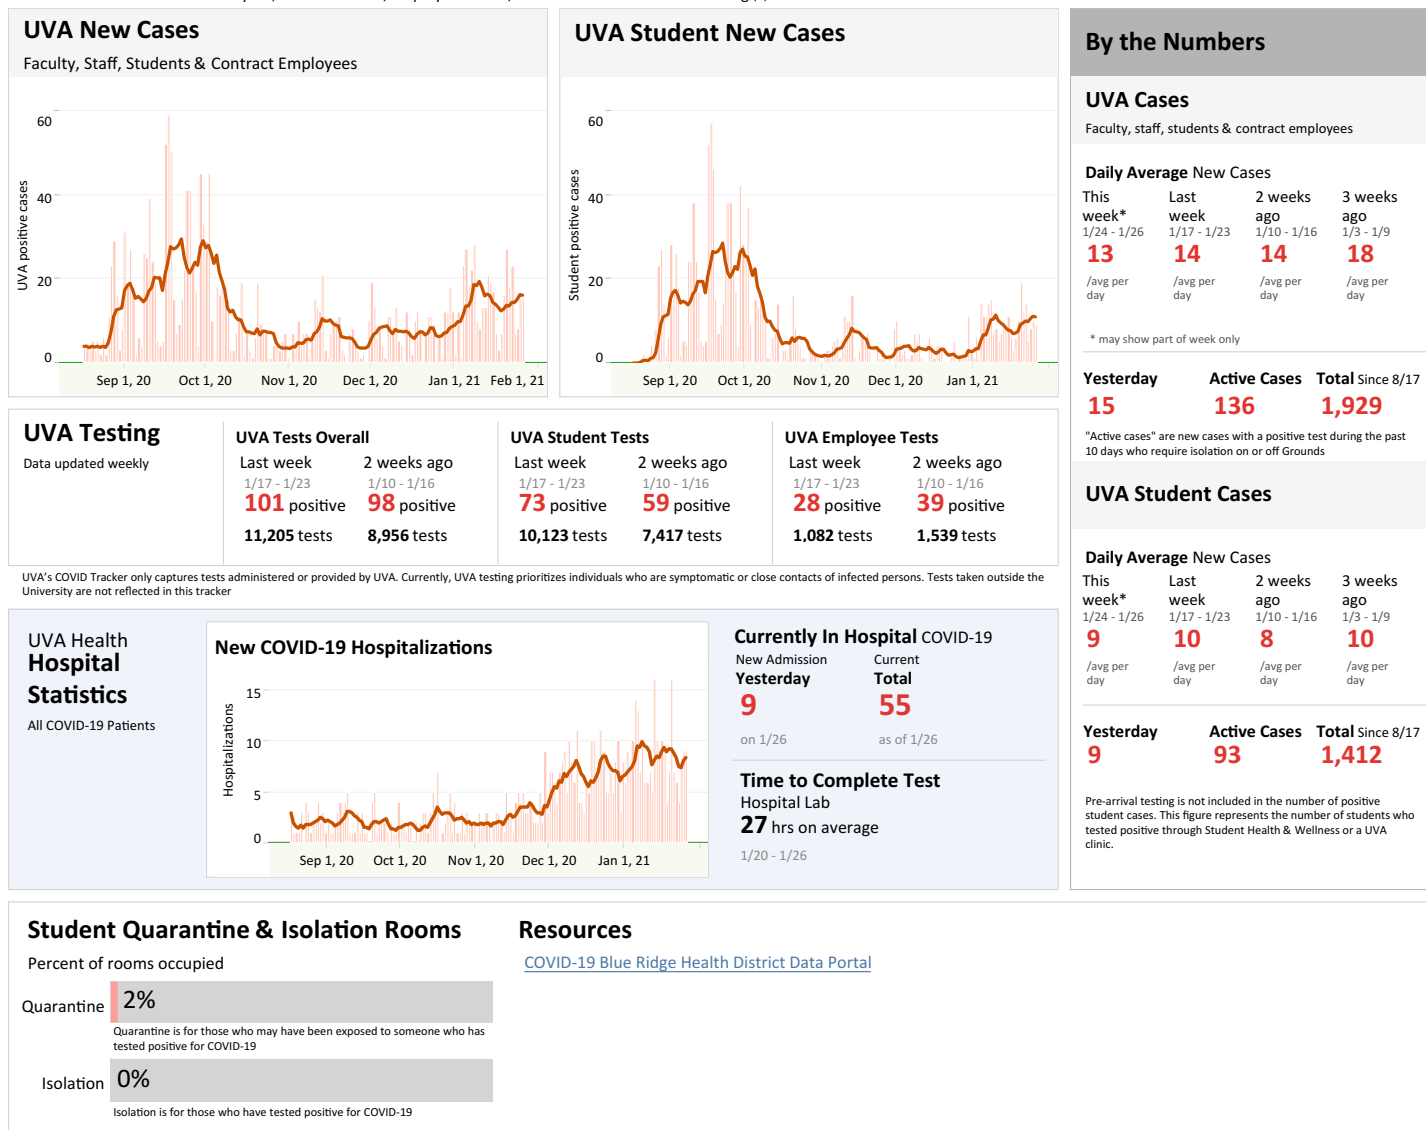 UVA New Cases
Faculty, Staff, Students & Contract Employees
60
40
20
0
UVA positive cases
Sep 1, 20
Oct 1, 20
Nov 1, 20
Dec 1, 20
Jan 1, 21
Feb 1, 21
UVA Student New Cases
60
40
20
0
Student positive cases
Sep 1, 20
Oct 1, 20
Nov 1, 20
Dec 1, 20
Jan 1, 21
By the Numbers
UVA Cases
Faculty, staff, students & contract employees
Daily Average New Cases
This week*
1/24 - 1/26
13
/avg per day
Last week
1/17 - 1/23
14
/avg per day
2 weeks ago
1/10 - 1/16
14
/avg per day
3 weeks ago
1/3 - 1/9
18
/avg per day
* may show part of week only
Yesterday
15
Active Cases
136
Total Since 8/17
1,929
"Active cases" are new cases with a positive test during the past
10 days who require isolation on or off Grounds
UVA Student Cases
Daily Average New Cases
This week*
1/24 - 1/26
9
/avg per day
Last week
1/17 - 1/23
10
/avg per day
2 weeks ago
1/10 - 1/16
8
/avg per day
3 weeks ago
1/3 - 1/9
10
/avg per day
Yesterday
9
Active Cases
93
Total Since 8/17
1,412
Pre-arrival testing is not included in the number of positive
student cases. This figure represents the number of students who
tested positive through Student Health & Wellness or a UVA
clinic.
UVA Testing
Data updated weekly
UVA Tests Overall
Last week
1/17 - 1/23
101 positive
11,205 tests
2 weeks ago
1/10 - 1/16
98 positive
8,956 tests
UVA Student Tests
Last week
1/17 - 1/23
73 positive
10,123 tests
2 weeks ago
1/10 - 1/16
59 positive
7,417 tests
UVA Employee Tests
Last week
1/17 - 1/23
28 positive
1,082 tests
2 weeks ago
1/10 - 1/16
39 positive
1,539 tests
UVA's COVID Tracker only captures tests administered or provided by UVA. Currently, UVA testing prioritizes individuals who are symptomatic or close contacts of infected persons. Tests taken outside the
University are not reflected in this tracker
UVA Health
Hospital
Statistics
All COVID-19 Patients
New COVID-19 Hospitalizations
15
10
5
0
Hospitalizations
Sep 1, 20
Oct 1, 20
Nov 1, 20
Dec 1, 20
Jan 1, 21
Currently In Hospital COVID-19
New Admission
Yesterday
9
on 1/26
Current
Total
55
as of 1/26
Time to Complete Test
Hospital Lab
27 hrs on average
1/20 - 1/26
Student Quarantine & Isolation Rooms
Percent of rooms occupied
Quarantine
2%
Quarantine is for those who may have been exposed to someone who has
tested positive for COVID-19
Isolation
0%
Isolation is for those who have tested positive for COVID-19
Resources
COVID-19 Blue Ridge Health District Data Portal